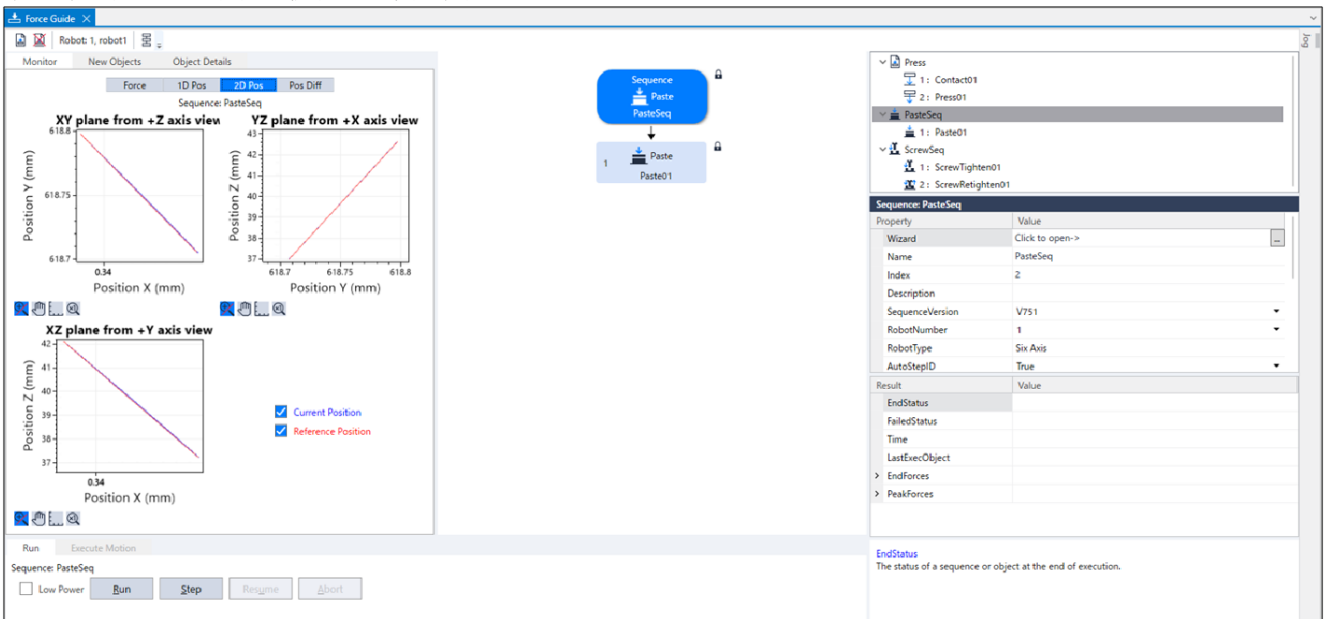 Force Guide
Robot: 1, robot1
Jog
Monitor New Objects Object Details
Force 1D Pos 2D Pos Pos Diff
Sequence: PasteSeq
XY plane from +Z axis view
618.8
618.75
618.7
0.34
Position Y (mm)
Position X (mm)
YZ plane from +X axis view
43
42
41
40
39
38
37
618.7 618.75 618.8
Position Z (mm)
Position Y (mm)
XZ plane from +Y axis view
42
41
40
39
38
37
0.34
Position Z (mm)
Position X (mm)
Current Position
Reference Position
Run Execute Motion
Sequence: PasteSeq
Low Power Run Step Resume Abort
Sequence
Paste
PasteSeq
1 Paste
Paste01
Press
1: Contact01
2: Press01
PasteSeq
1: Paste01
ScrewSeq
1: ScrewTighten01
2: ScrewRetighten01
Sequence: PasteSeq
Property Value
Wizard Click to open-> ...
Name PasteSeq
Index 2
Description
SequenceVersion V751
RobotNumber 1
RobotType Six Axis
AutoStepID True
Result Value
EndStatus
FailedStatus
Time
LastExecObject
EndForces
PeakForces
EndStatus
The status of a sequence or object at the end of execution.